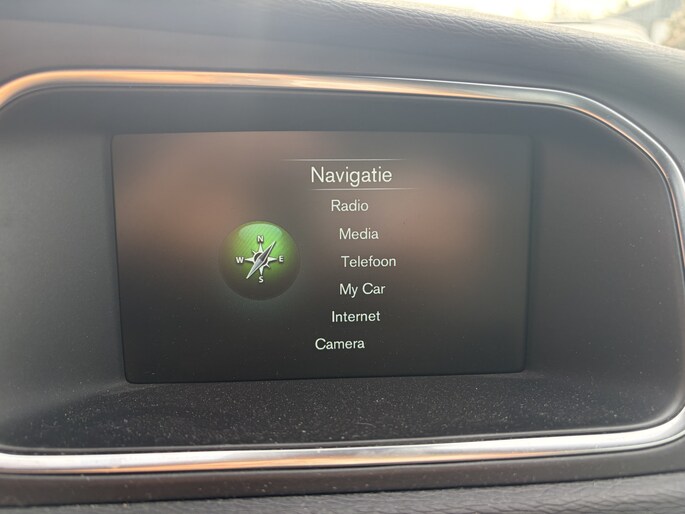 Navigatie
Radio
Media
N
W E
S
Telefoon
My Car
Internet
Camera